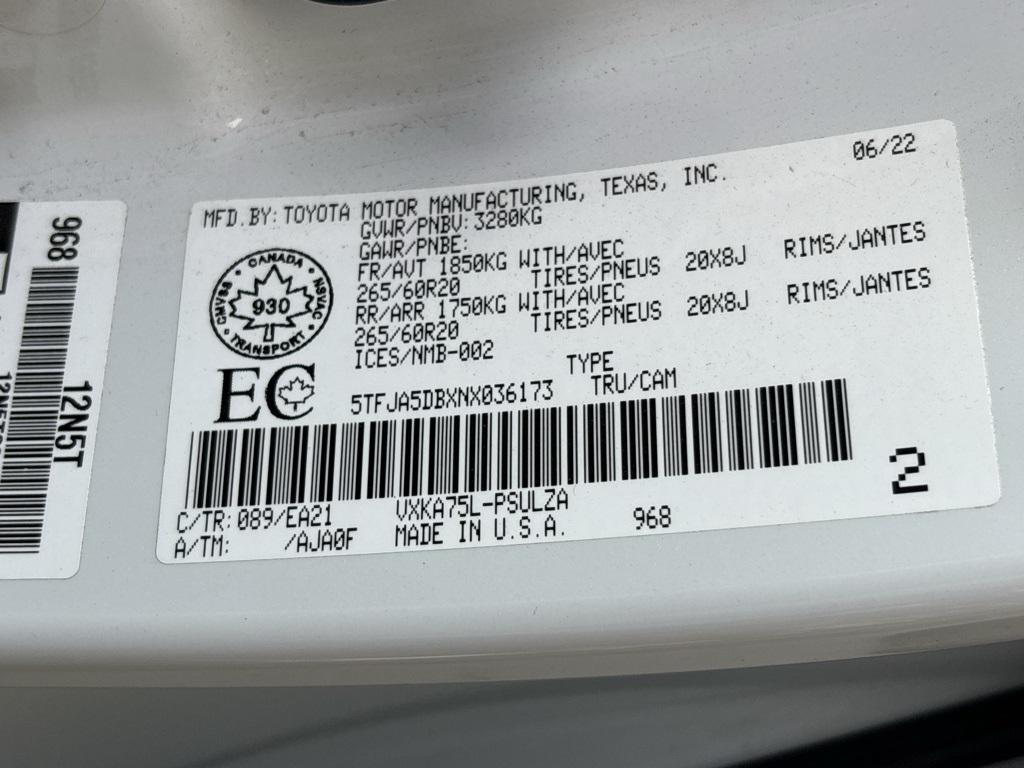 968
12N5T
06/22
MFD.BY: TOYOTA MOTOR MANUFACTURING, TEXAS, INC.
GVWR/PNBV: 3280KG
GAWR/PNBE:
FR/AVT 1850KG WITH/AVEC
265/60R20 TIRES/PNEUS 20X8J RIMS/JANTES
RR/ARR 1750KG WITH/AVEC
265/60R20 TIRES/PNEUS 20X8J RIMS/JANTES
ICES/NMB-002
CANADA
CMVSS
NSVAC
930
TRANSPORT
EC
TYPE
5TFJA5DBXNX036173 TRU/CAM
2
C/TR: 089/EA21 VXKA75L-PSULZA
A/TM: /AJA0F MADE IN U.S.A. 968